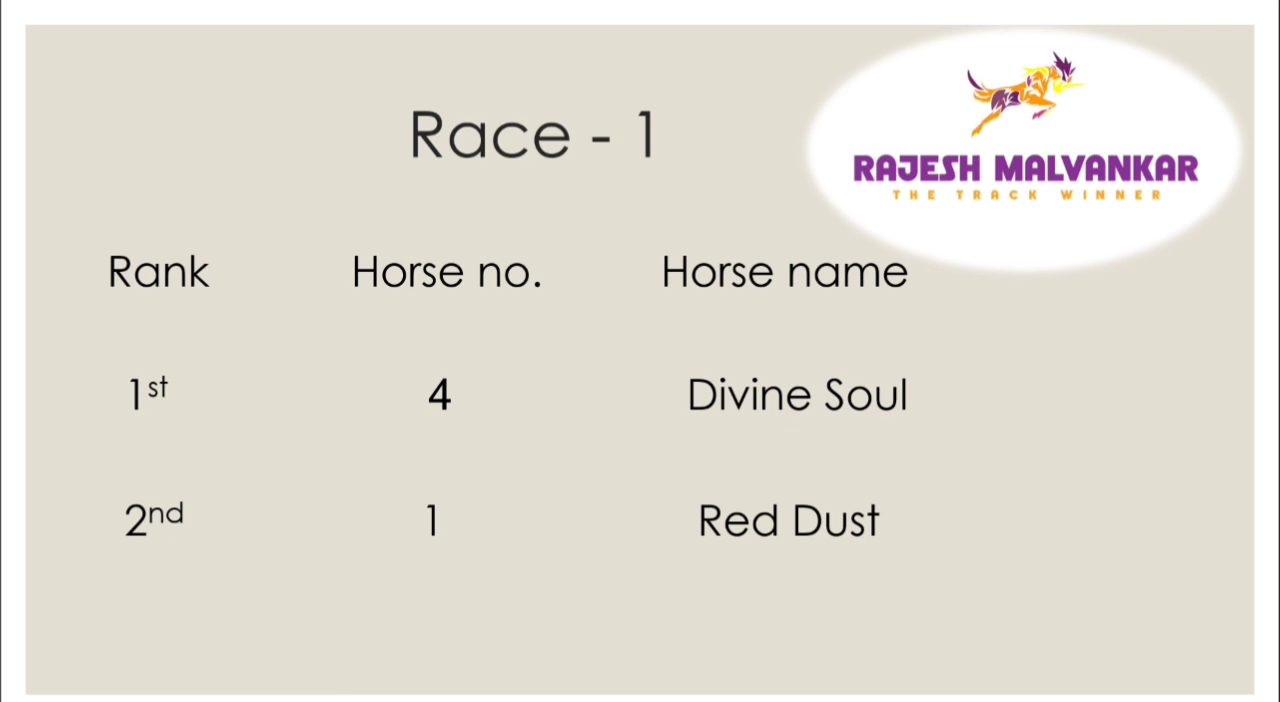 Race - 1
RAJESH MALVANKAR
THE TRACK WINNER
Rank Horse no. Horse name
1st 4 Divine Soul
2nd 1 Red Dust